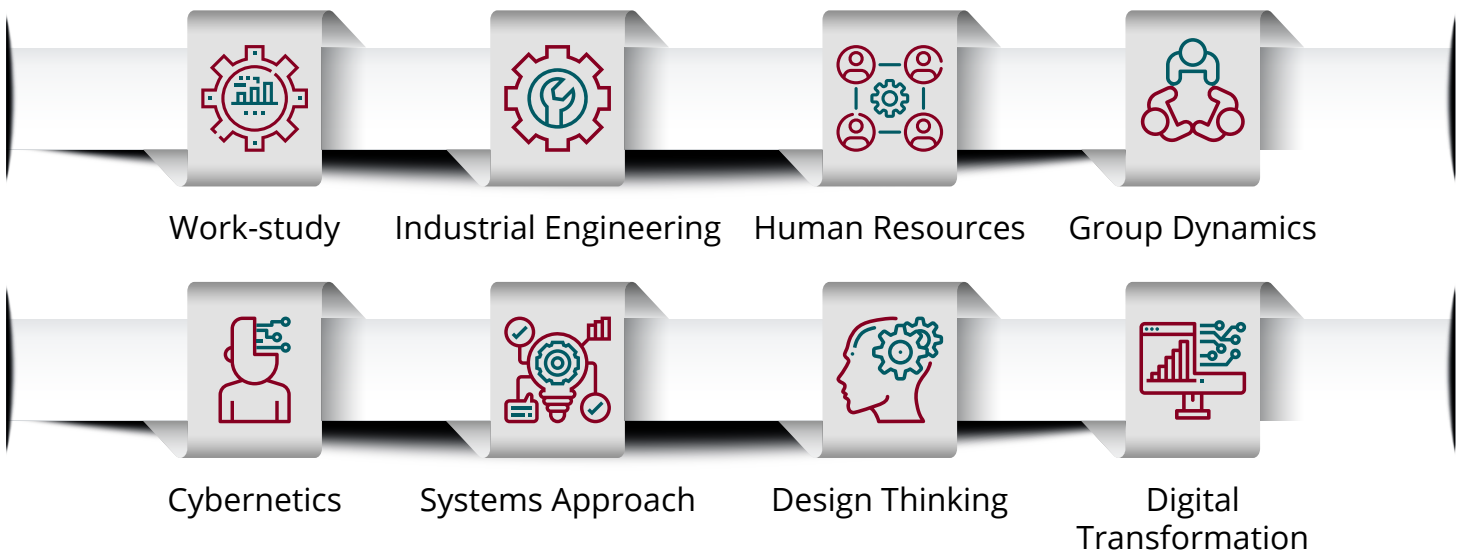 Work-study
Industrial Engineering
Human Resources
Group Dynamics
Cybernetics
Systems Approach
Design Thinking
Digital
Transformation